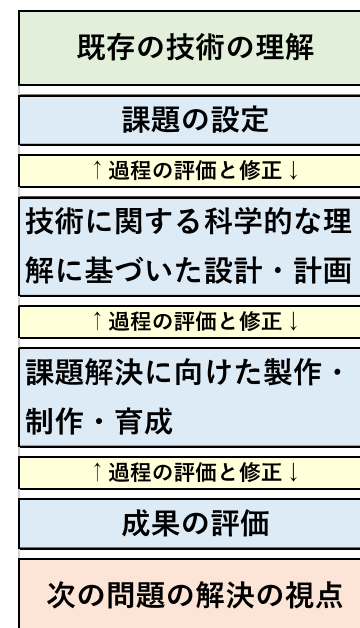 既存の技術の理解
課題の設定
↑過程の評価と修正↓
技術に関する科学的な理
解に基づいた設計・計画
↑過程の評価と修正↓
課題解決に向けた製作・
制作・育成
↑過程の評価と修正↓
成果の評価
次の問題の解決の視点